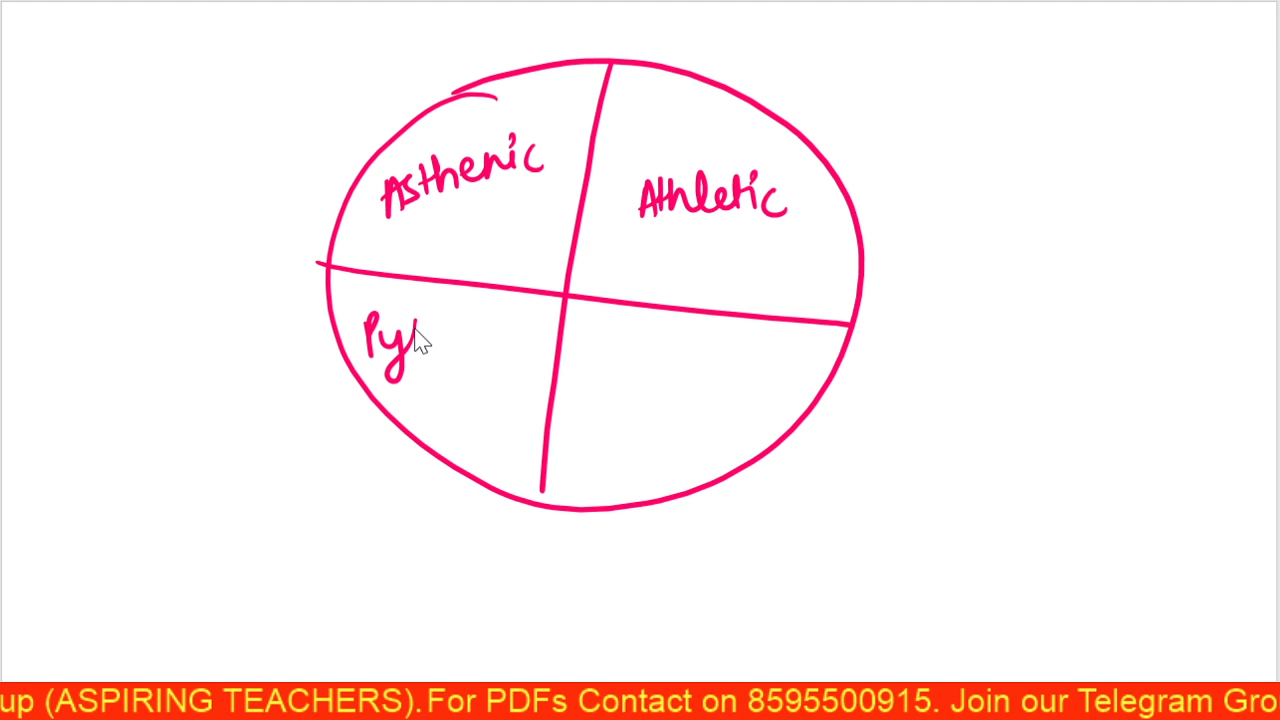 Asthenic
Athletic
Py
up (ASPIRING TEACHERS).For PDFs Contact on 8595500915. Join our Telegram Gro